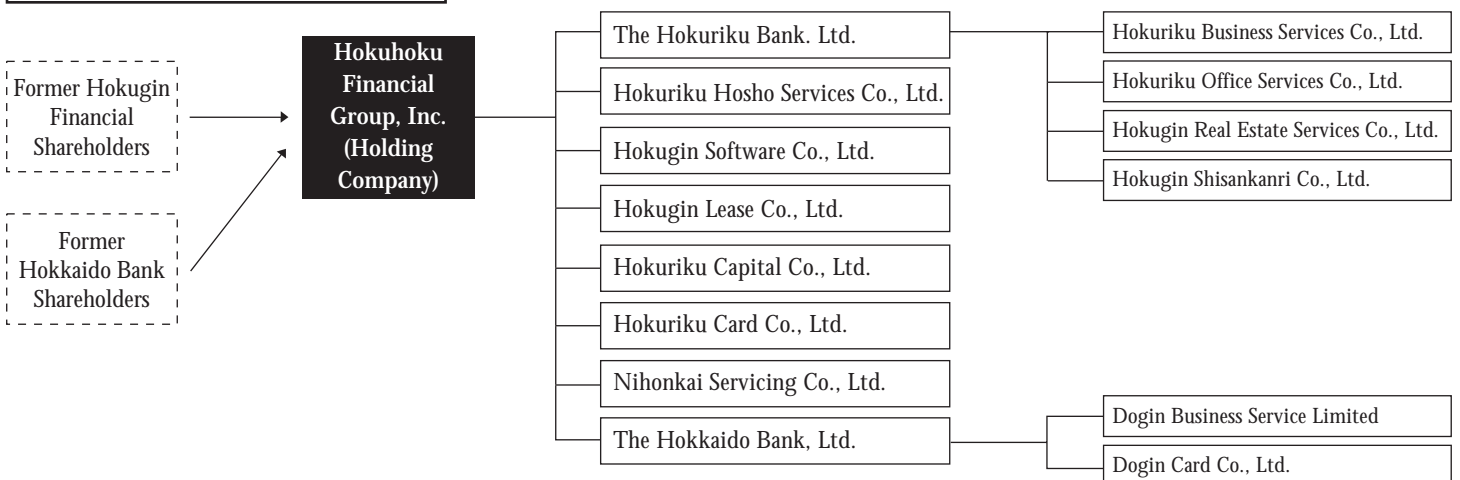 Former Hokugin
Financial
Shareholders
Former
Hokkaido Bank
Shareholders
Hokuhoku
Financial
Group, Inc.
(Holding
Company)
The Hokuriku Bank. Ltd.
Hokuriku Hosho Services Co., Ltd.
Hokugin Software Co., Ltd.
Hokugin Lease Co., Ltd.
Hokuriku Capital Co., Ltd.
Hokuriku Card Co., Ltd.
Nihonkai Servicing Co., Ltd.
The Hokkaido Bank, Ltd.
Hokuriku Business Services Co., Ltd.
Hokuriku Office Services Co., Ltd.
Hokugin Real Estate Services Co., Ltd.
Hokugin Shisankanri Co., Ltd.
Dogin Business Service Limited
Dogin Card Co., Ltd.